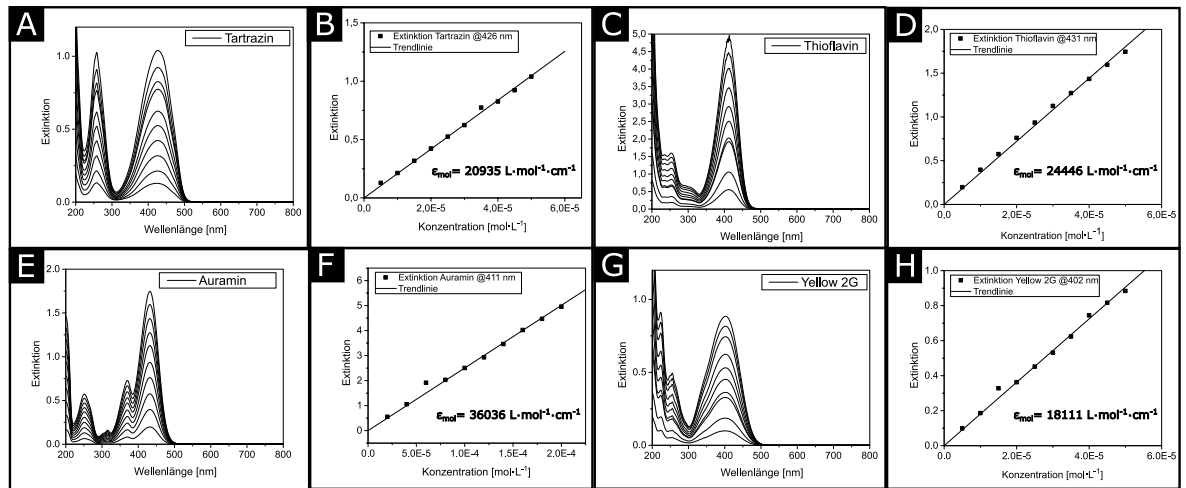 A
Tartrazin
1.0
0.5
0.0
Extinktion
200 300 400 500 600 700 800
Wellenlänge [nm]
B
Extinktion Tartrazin @426 nm
Trendlinie
1,5
1,0
0,5
0,0
Extinktion
εmol= 20935 L·mol⁻¹·cm⁻¹
2,0E-5 4,0E-5 6,0E-5
Konzentration [mol•L⁻¹]
C
Thioflavin
5,0
4,5
4,0
3,5
3,0
2,5
2,0
1,5
1,0
0,5
0,0
Extinktion
200 300 400 500 600 700 800
Wellenlänge [nm]
D
Extinktion Thioflavin @431 nm
Trendlinie
2,0
1,5
1,0
0,5
0,0
Extinktion
εmol= 24446 L·mol⁻¹·cm⁻¹
2,0E-5 4,0E-5 6,0E-5
Konzentration [mol•L⁻¹]
E
Auramin
2.0
1.5
1.0
0.5
0.0
Extinktion
200 300 400 500 600 700 800
Wellenlänge [nm]
F
Extinktion Auramin @411 nm
Trendlinie
6
5
4
3
2
1
0
Extinktion
εmol= 36036 L·mol⁻¹·cm⁻¹
0.0 5.0E-5 1.0E-4 1.5E-4 2.0E-4
Konzentration [mol•L⁻¹]
G
Yellow 2G
1.0
0.5
0.0
Extinktion
200 300 400 500 600 700 800
Wellenlänge [nm]
H
Extinktion Yellow 2G @402 nm
Trendlinie
1.0
0.8
0.6
0.4
0.2
0.0
Extinktion
εmol= 18111 L·mol⁻¹·cm⁻¹
0.0 2.0E-5 4.0E-5
Konzentration [mol•L⁻¹]